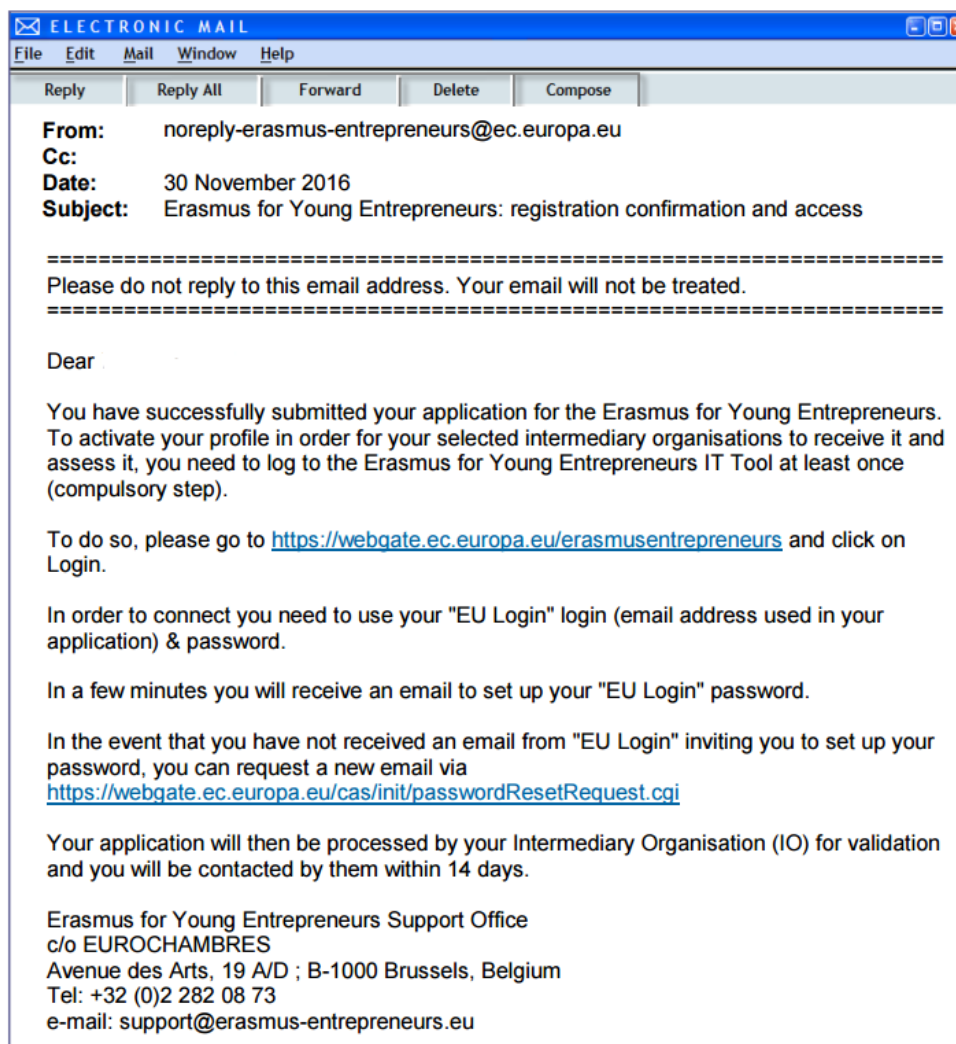 ELECTRONIC MAIL
File Edit Mail Window Help
Reply Reply All Forward Delete Compose
From: noreply-erasmus-entrepreneurs@ec.europa.eu
Cc:
Date: 30 November 2016
Subject: Erasmus for Young Entrepreneurs: registration confirmation and access
=====================================================================
Please do not reply to this email address. Your email will not be treated.
=====================================================================
Dear
You have successfully submitted your application for the Erasmus for Young Entrepreneurs.
To activate your profile in order for your selected intermediary organisations to receive it and
assess it, you need to log to the Erasmus for Young Entrepreneurs IT Tool at least once
(compulsory step).
To do so, please go to https://webgate.ec.europa.eu/erasmusentrepreneurs and click on
Login.
In order to connect you need to use your "EU Login" login (email address used in your
application) & password.
In a few minutes you will receive an email to set up your "EU Login" password.
In the event that you have not received an email from "EU Login" inviting you to set up your
password, you can request a new email via
https://webgate.ec.europa.eu/cas/init/passwordResetRequest.cgi
Your application will then be processed by your Intermediary Organisation (IO) for validation
and you will be contacted by them within 14 days.
Erasmus for Young Entrepreneurs Support Office
c/o EUROCHAMBRES
Avenue des Arts, 19 A/D ; B-1000 Brussels, Belgium
Tel: +32 (0)2 282 08 73
e-mail: support@erasmus-entrepreneurs.eu